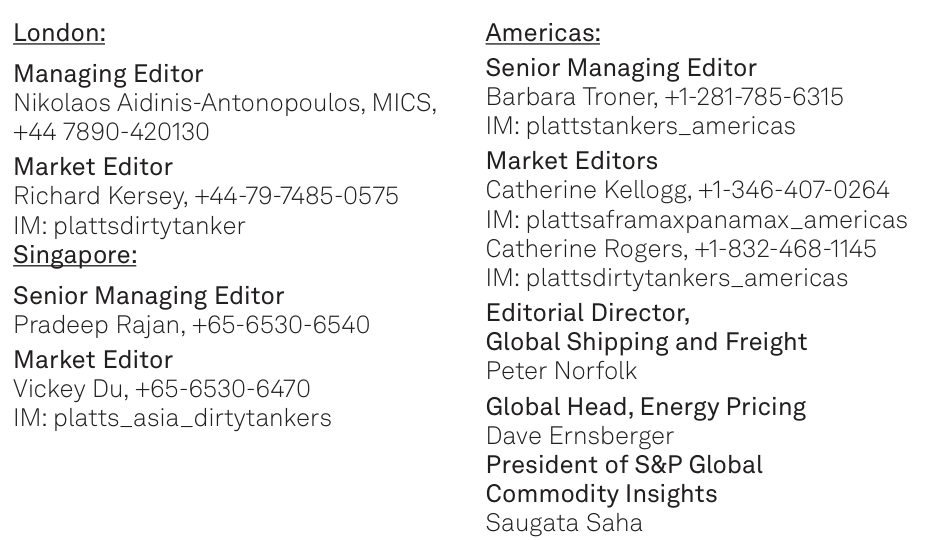 London:
Managing Editor
Nikolaos Aidinis-Antonopoulos, MICS,
+44 7890-420130
Market Editor
Richard Kersey, +44-79-7485-0575
IM: plattsdirtytanker
Singapore:
Senior Managing Editor
Pradeep Rajan, +65-6530-6540
Market Editor
Vickey Du, +65-6530-6470
IM: platts_asia_dirtytankers
Americas:
Senior Managing Editor
Barbara Troner, +1-281-785-6315
IM: plattstankers_americas
Market Editors
Catherine Kellogg, +1-346-407-0264
IM: plattsaframaxpanamax_americas
Catherine Rogers, +1-832-468-1145
IM: plattsdirtytankers_americas
Editorial Director,
Global Shipping and Freight
Peter Norfolk
Global Head, Energy Pricing
Dave Ernsberger
President of S&P Global
Commodity Insights
Saugata Saha